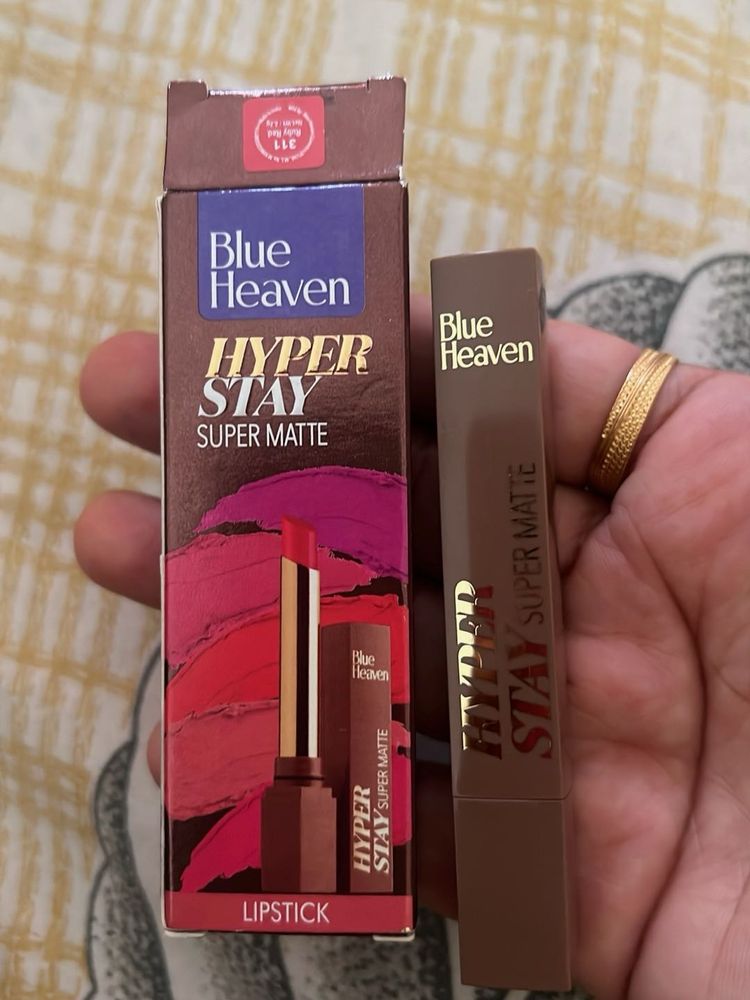 311
Ruby Red
Blue
Heaven
HYPER
STAY
SUPER MATTE
Blue
Heaven
HYPER
STAY SUPER MATTE
LIPSTICK
Blue
Heaven
HYPER
STAY SUPER MATTE